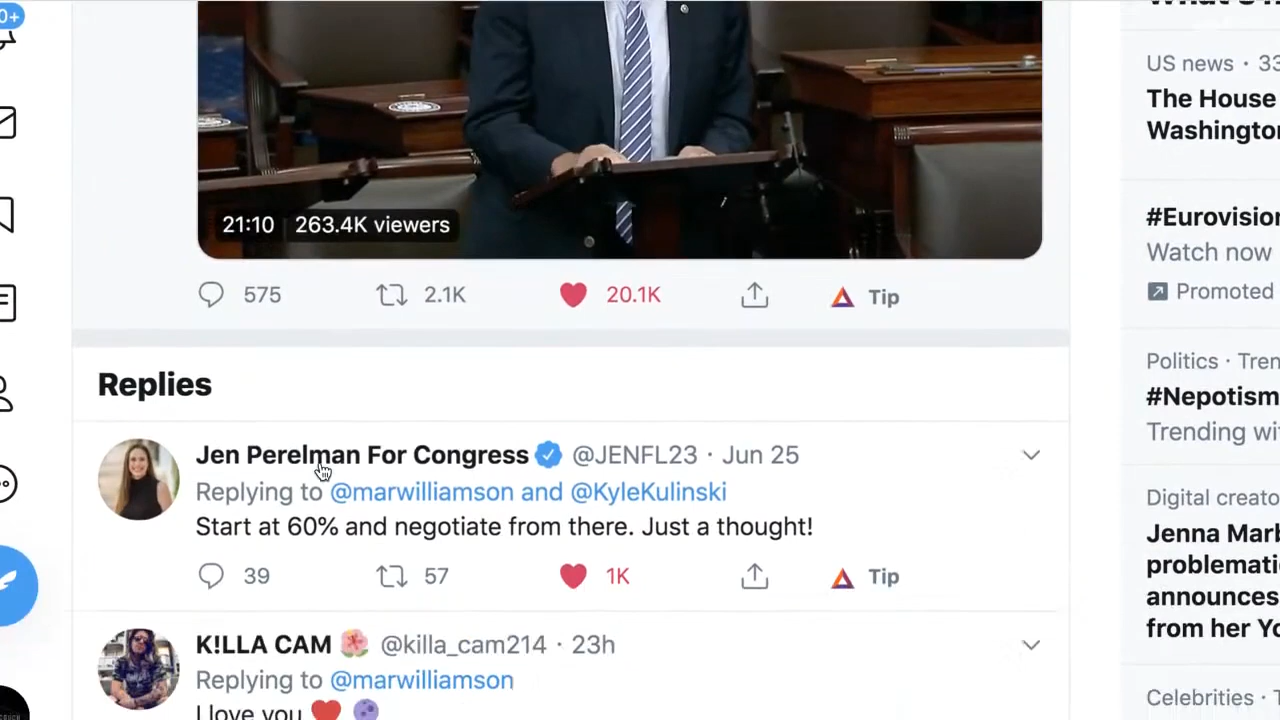 0+
21:10 263.4K viewers
575 2.1K 20.1K Tip
Replies
Jen Perelman For Congress @JENFL23 · Jun 25
Replying to @marwilliamson and @KyleKulinski
Start at 60% and negotiate from there. Just a thought!
39 57 1K Tip
K!LLA CAM @killa_cam214 · 23h
Replying to @marwilliamson
I love you
US news · 33
The House
Washington
#Eurovision
Watch now
Promoted
Politics · Tren
#Nepotism
Trending wi
Digital creato
Jenna Marb
problematic
announces
from her Yo
Celebrities · T